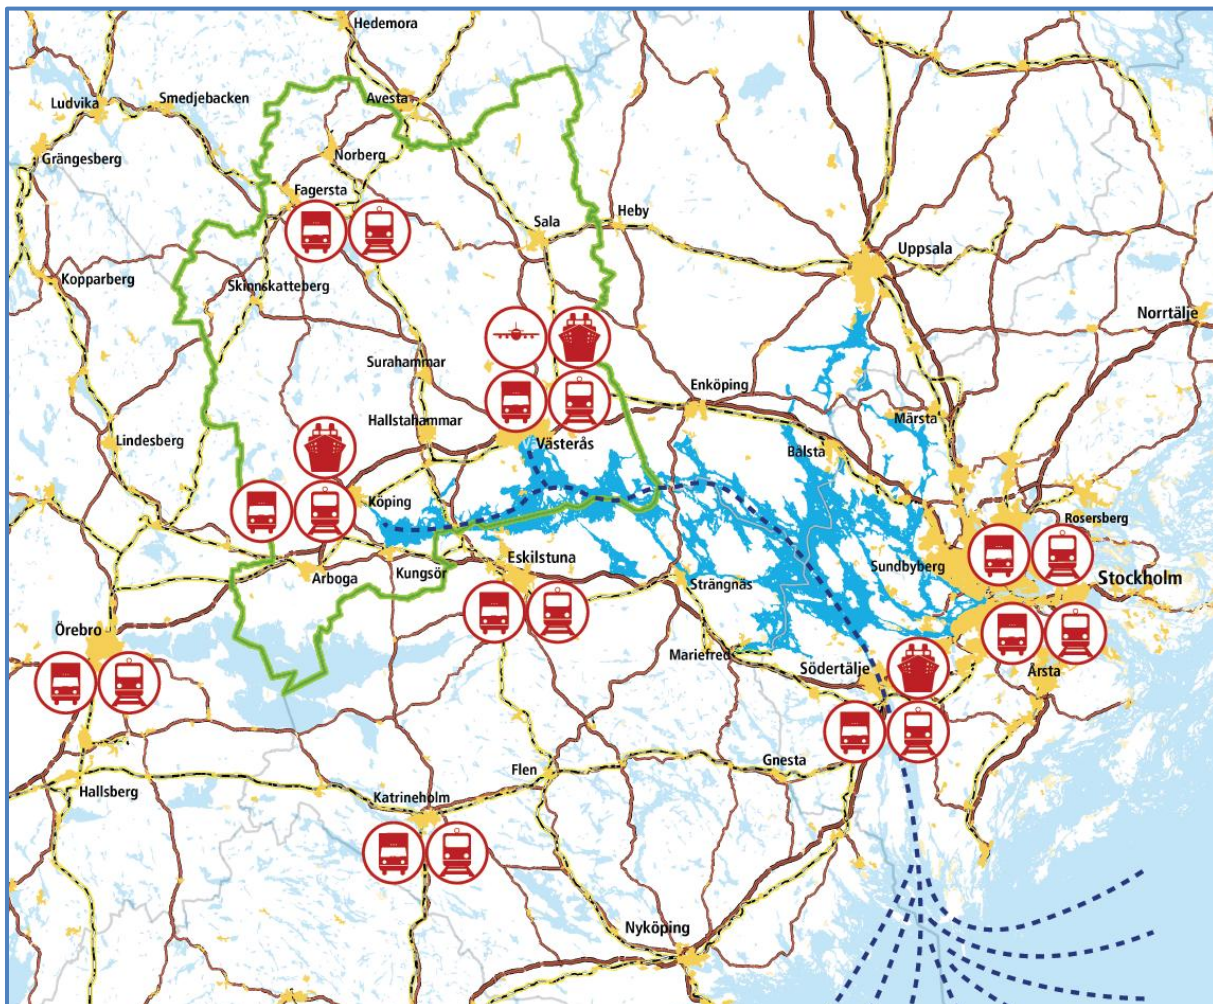 Hedemora
Ludvika
Smedjebacken
Avesta
Grängesberg
Norberg
Fagersta
Sala
Heby
Uppsala
Kopparberg
Skinnskatteberg
Norrtälje
Surahammar
Enköping
Hallstahammar
Märsta
Lindesberg
Västerås
Bålsta
Köping
Rosersberg
Eskilstuna
Sundbyberg
Arboga
Kungsör
Strängnäs
Stockholm
Örebro
Mariefred
Södertälje
Årsta
Flen
Gnesta
Hallsberg
Katrineholm
Nyköping